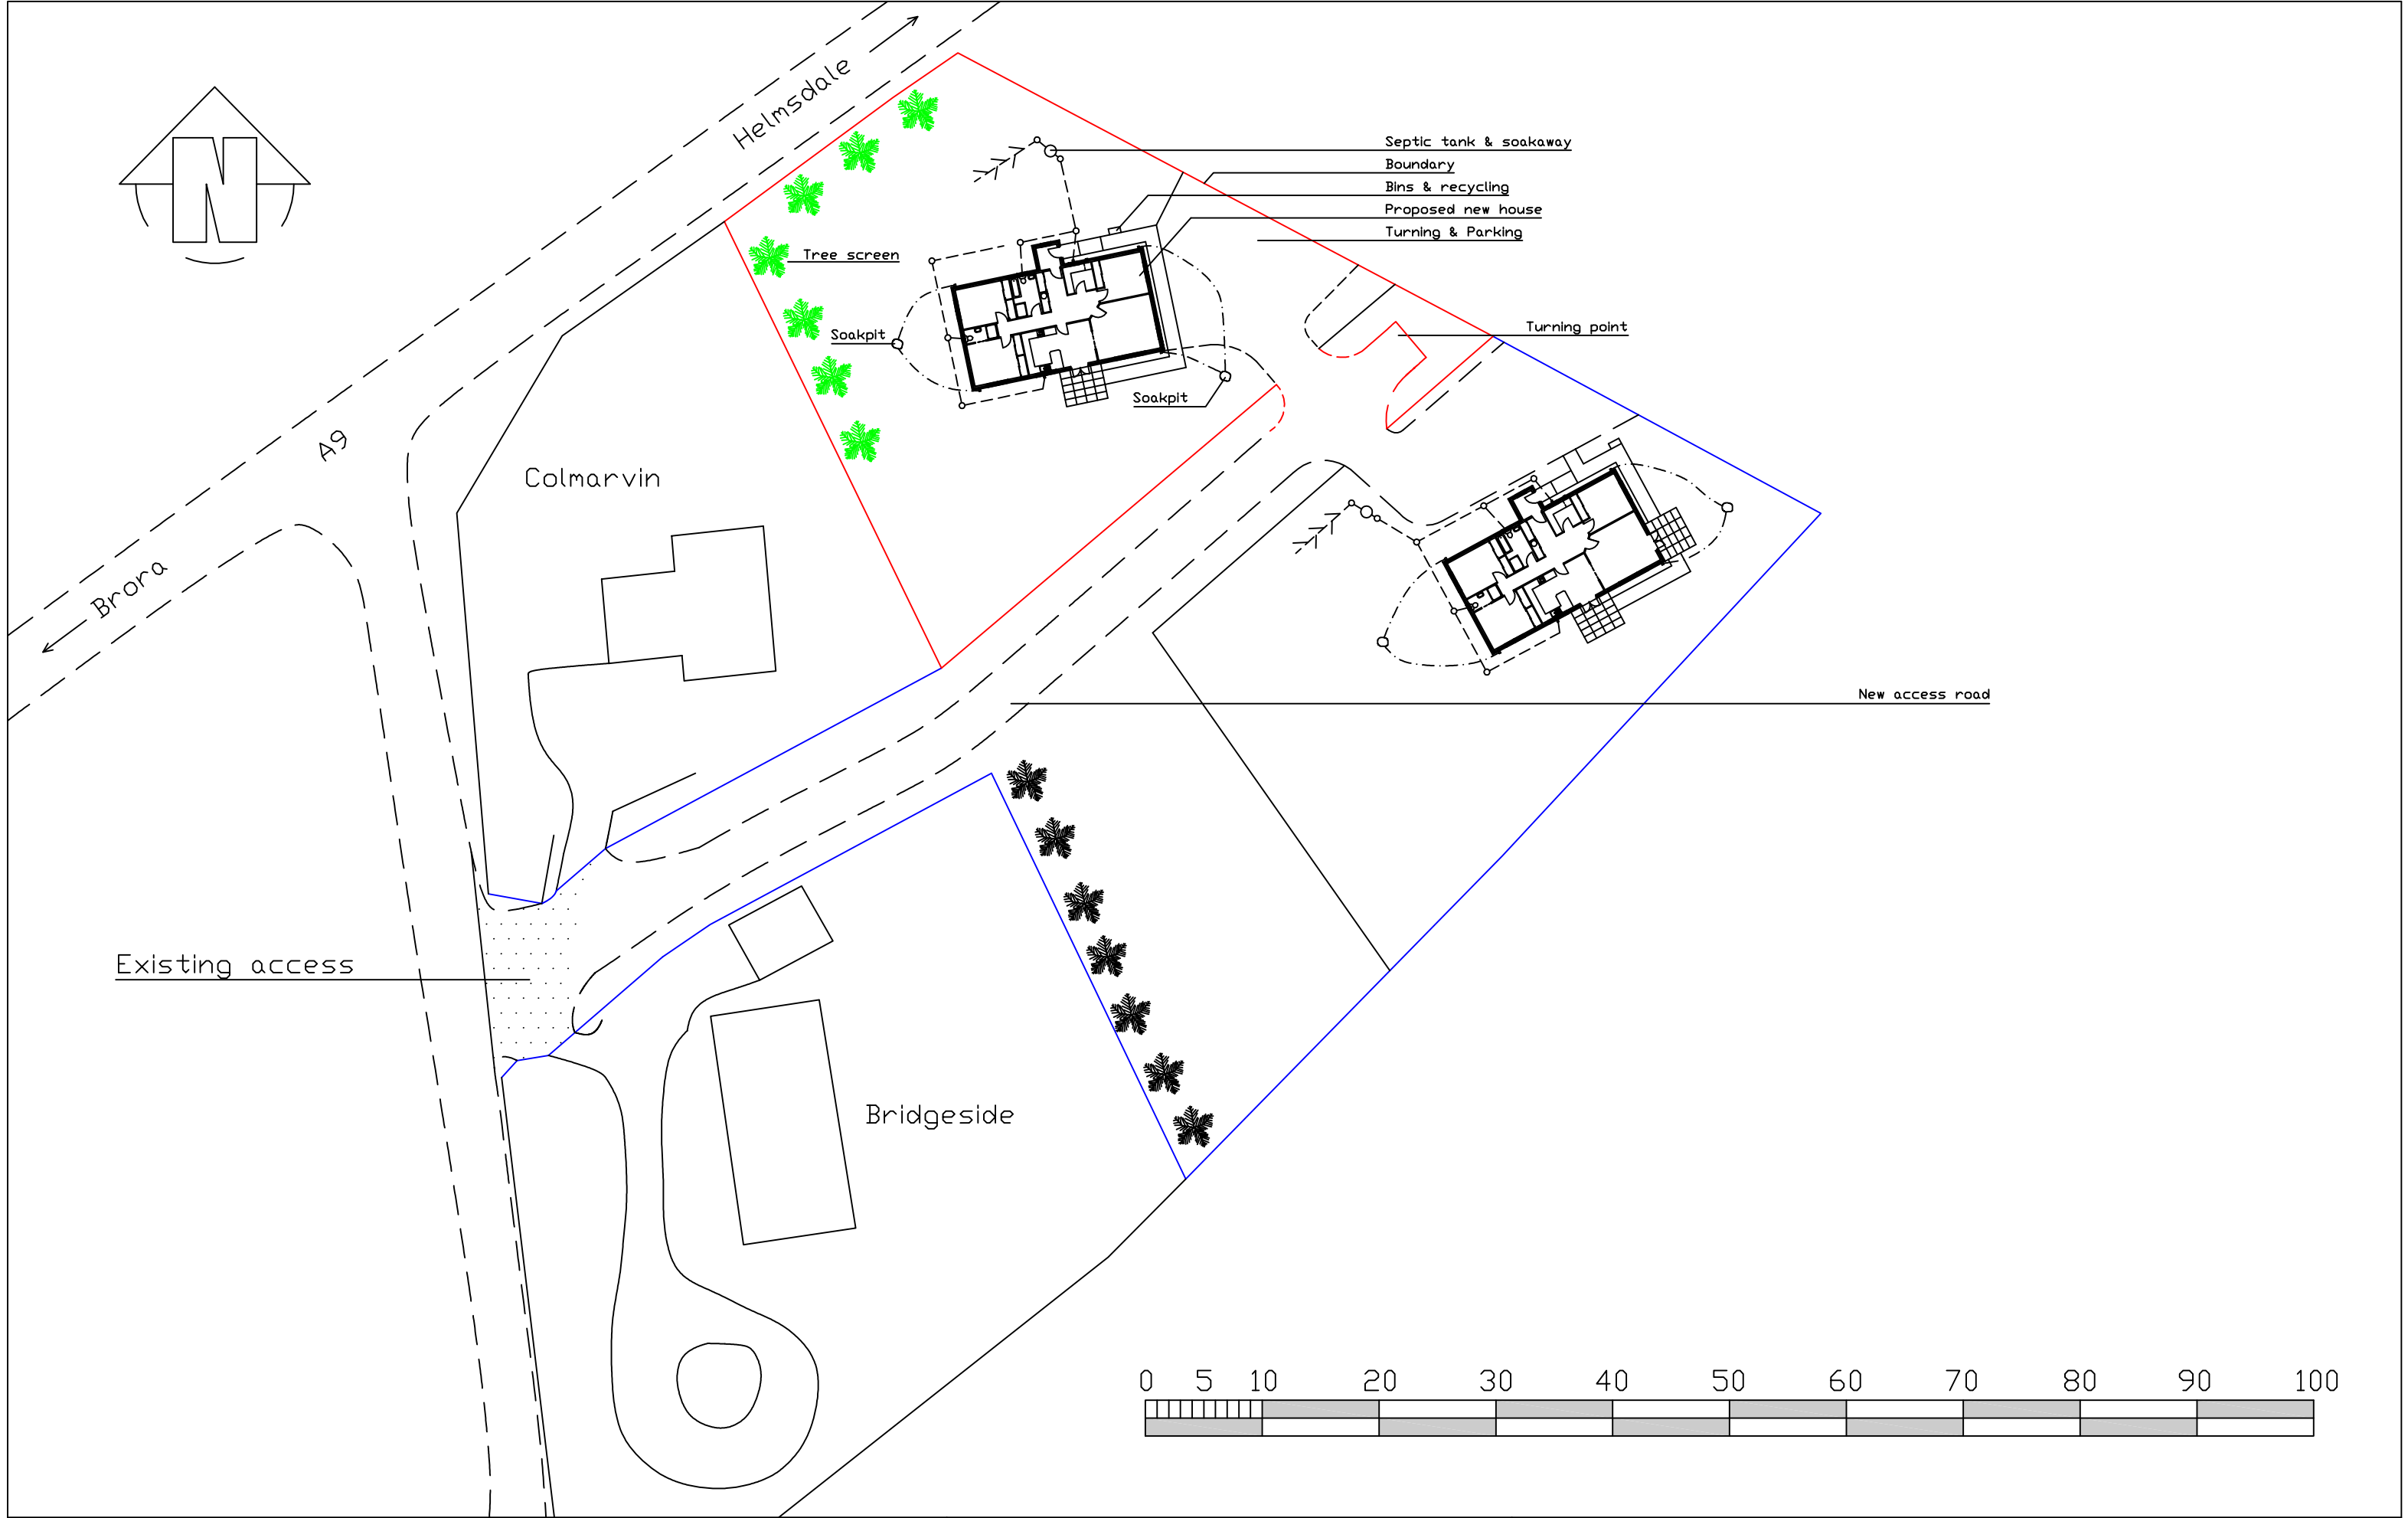 Helmsdale
N
Septic tank & soakaway
Boundary
Bins & recycling
Proposed new house
Turning & Parking
Tree screen
Soakpit
Turning point
Soakpit
A9
Colmarvin
Brora
New access road
Existing access
Bridgeside
0 5 10 20 30 40 50 60 70 80 90 100